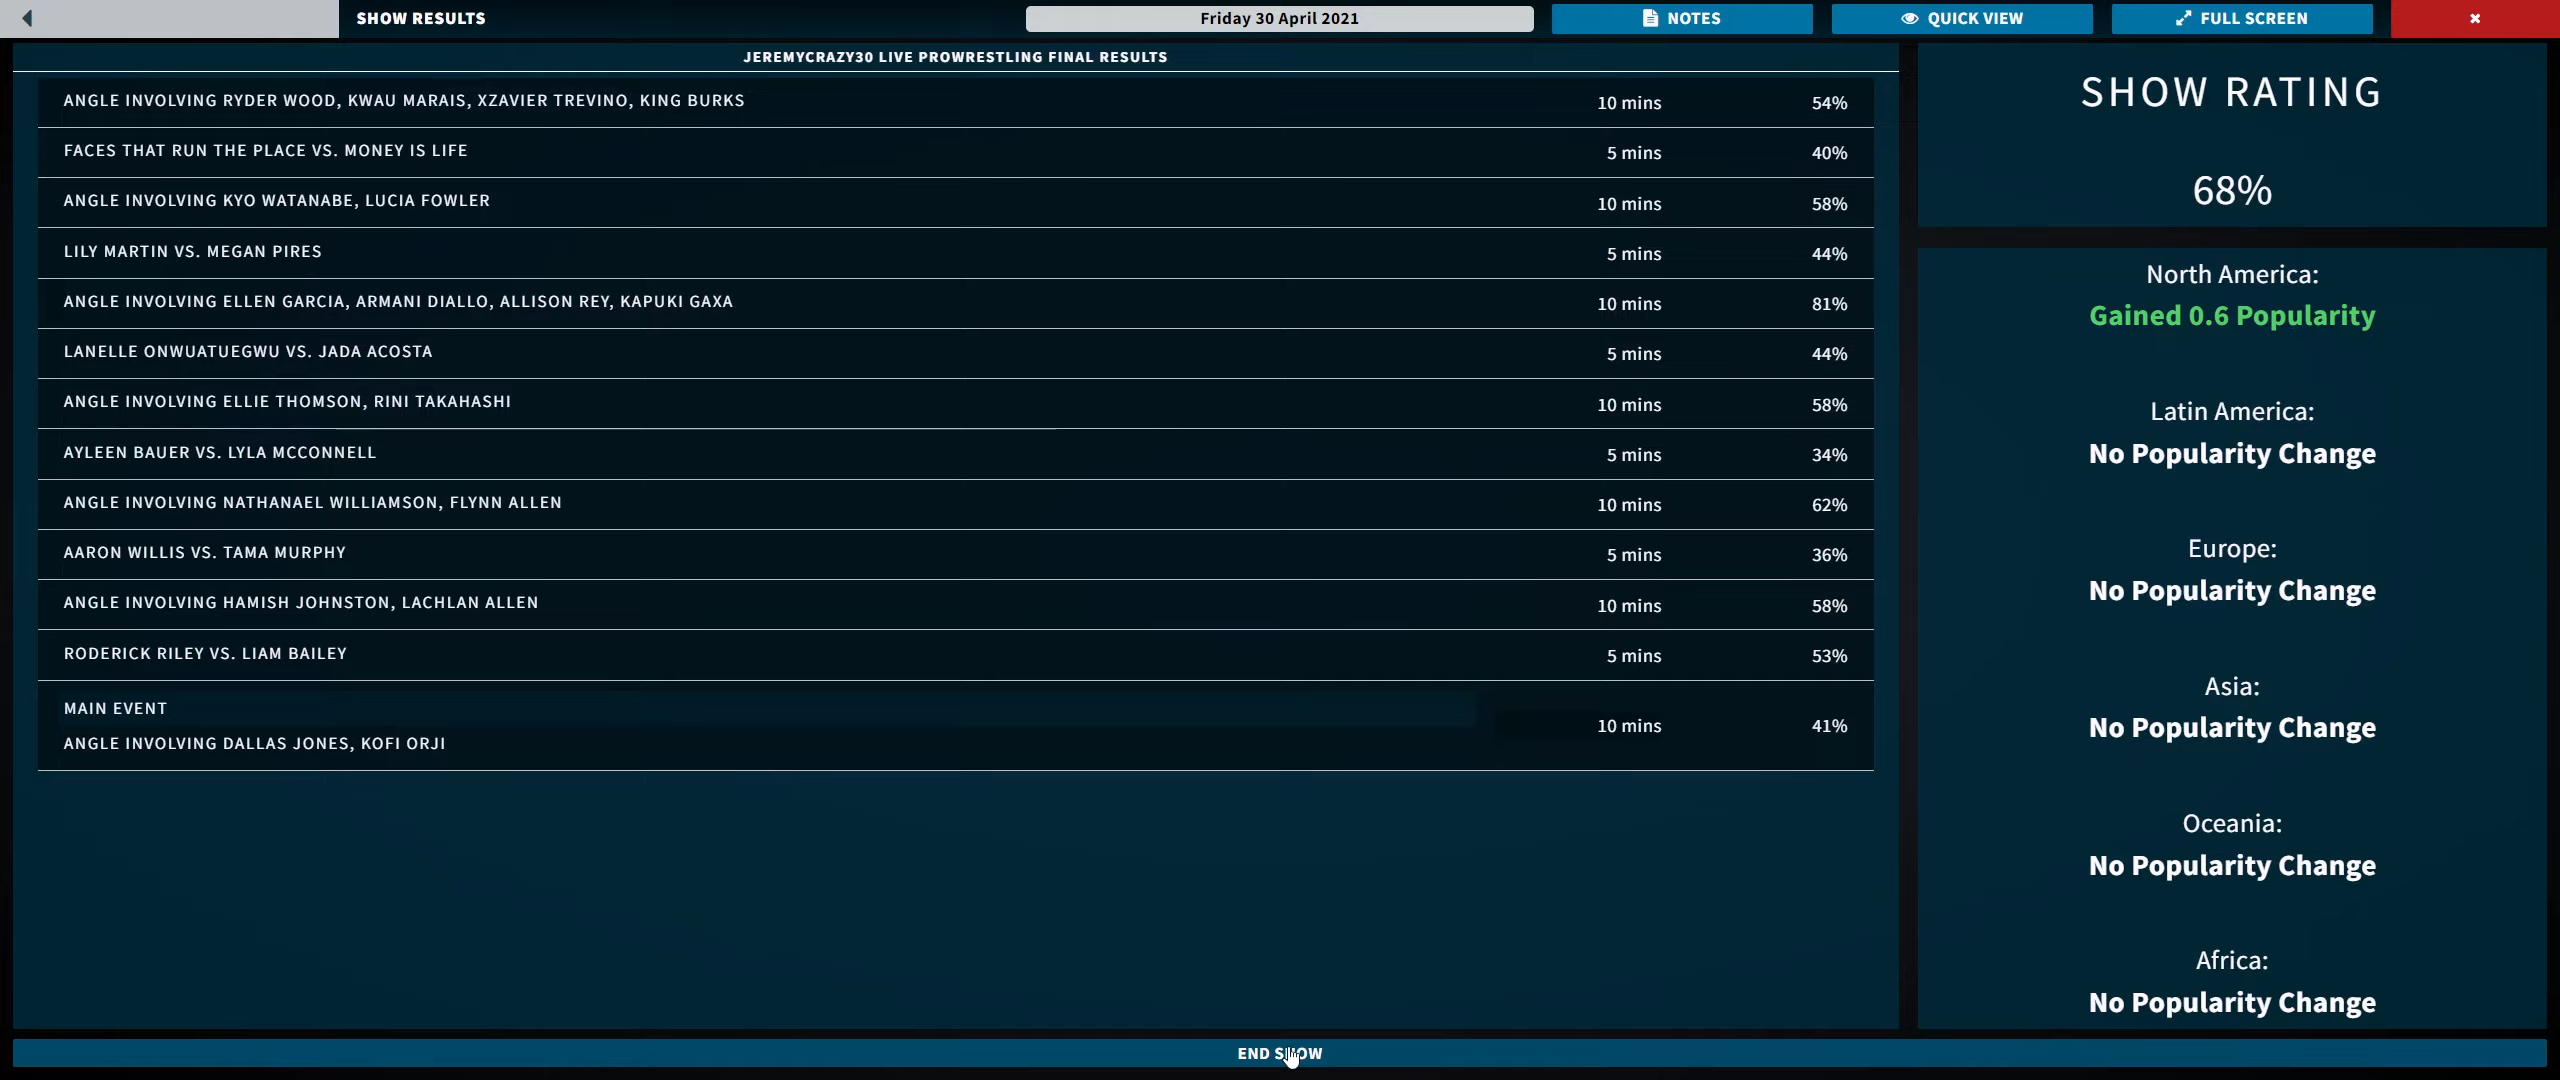 SHOW RESULTS
Friday 30 April 2021
NOTES
QUICK VIEW
FULL SCREEN
JEREMYCRAZY30 LIVE PROWRESTLING FINAL RESULTS
ANGLE INVOLVING RYDER WOOD, KWAU MARAIS, XZAVIER TREVINO, KING BURKS 10 mins 54%
FACES THAT RUN THE PLACE VS. MONEY IS LIFE 5 mins 40%
ANGLE INVOLVING KYO WATANABE, LUCIA FOWLER 10 mins 58%
LILY MARTIN VS. MEGAN PIRES 5 mins 44%
ANGLE INVOLVING ELLEN GARCIA, ARMANI DIALLO, ALLISON REY, KAPUKI GAXA 10 mins 81%
LANELLE ONWUATUEGWU VS. JADA ACOSTA 5 mins 44%
ANGLE INVOLVING ELLIE THOMSON, RINI TAKAHASHI 10 mins 58%
AYLEEN BAUER VS. LYLA MCCONNELL 5 mins 34%
ANGLE INVOLVING NATHANAEL WILLIAMSON, FLYNN ALLEN 10 mins 62%
AARON WILLIS VS. TAMA MURPHY 5 mins 36%
ANGLE INVOLVING HAMISH JOHNSTON, LACHLAN ALLEN 10 mins 58%
RODERICK RILEY VS. LIAM BAILEY 5 mins 53%
MAIN EVENT
ANGLE INVOLVING DALLAS JONES, KOFI ORJI 10 mins 41%
SHOW RATING
68%
North America:
Gained 0.6 Popularity
Latin America:
No Popularity Change
Europe:
No Popularity Change
Asia:
No Popularity Change
Oceania:
No Popularity Change
Africa:
No Popularity Change
END SHOW